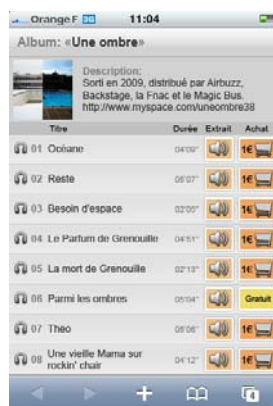 Orange F 3G 11:04
Album: «Une ombre»
Description:
Sorti en 2009, distribué par Airbuzz,
Backstage, la Fnac et le Magic Bus.
http://www.myspace.com/uneombre38
Titre Durée Extrait Achat
01 Océane 04'09" 1€
02 Reste 05'07" 1€
03 Besoin d'espace 02'05" 1€
04 Le Parfum de Grenouille 04'51" 1€
05 La mort de Grenouille 02'13" 1€
06 Parmi les ombres 05'04" Gratuit
07 Theo 05'06" 1€
08 Une vieille Mama sur
rockin' chair 04'12" 1€
4